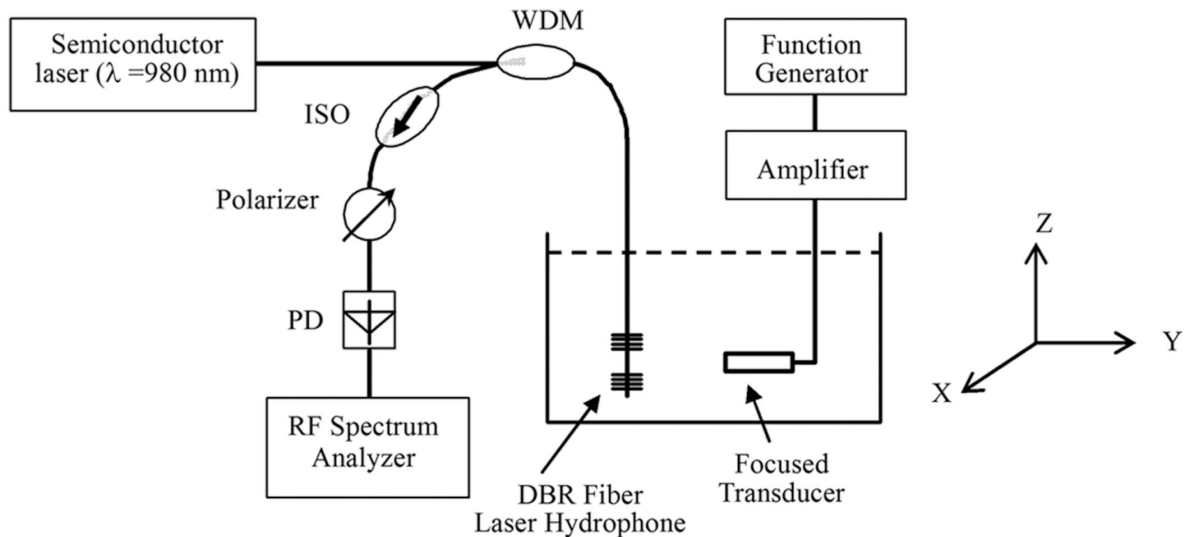 WDM
Semiconductor
laser (λ =980 nm)
Function
Generator
ISO
Amplifier
Polarizer
Z
PD
Y
X
RF Spectrum
Analyzer
DBR Fiber
Laser Hydrophone
Focused
Transducer